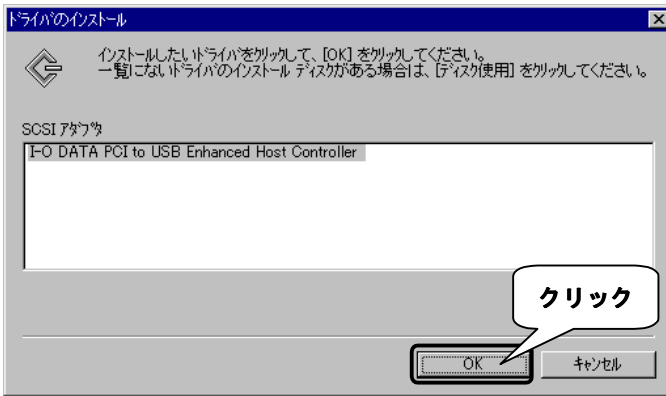 ドライバのインストール
インストールしたいドライバをクリックして、[OK] をクリックしてください。
一覧にないドライバのインストール ディスクがある場合は、[ディスク使用] をクリックしてください。
SCSI アダプタ
I-O DATA PCI to USB Enhanced Host Controller
クリック
OK
キャンセル